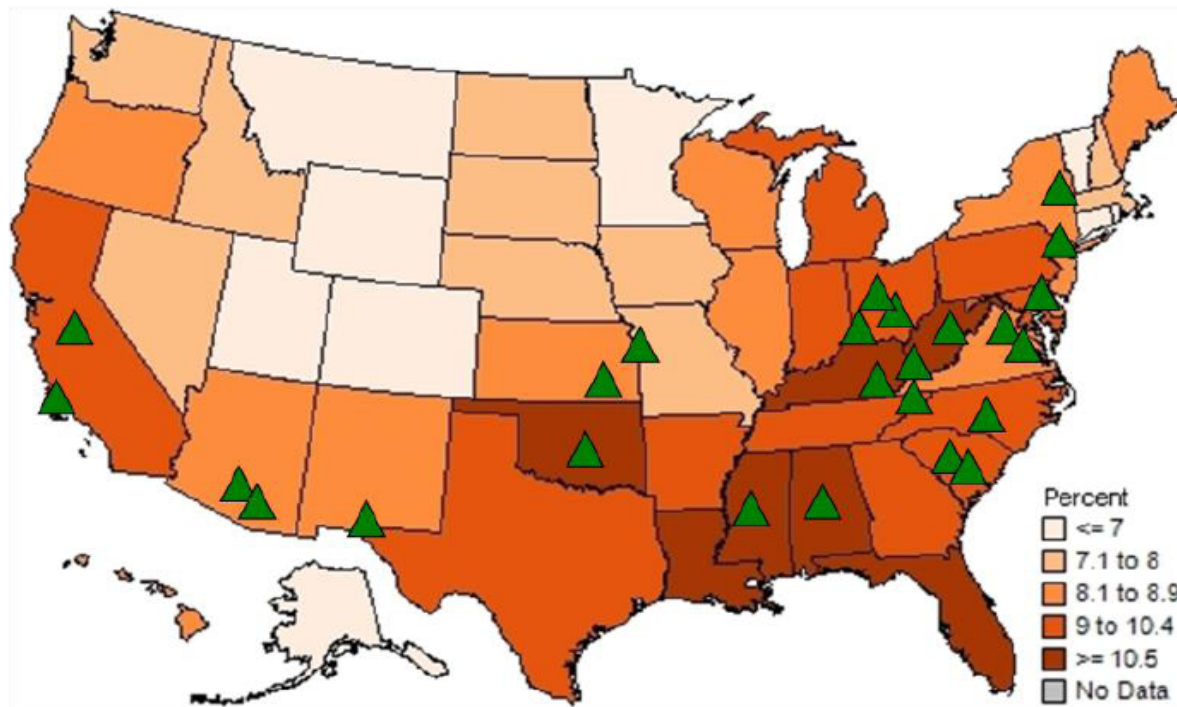 Percent
<= 7
7.1 to 8
8.1 to 8.9
9 to 10.4
>= 10.5
No Data